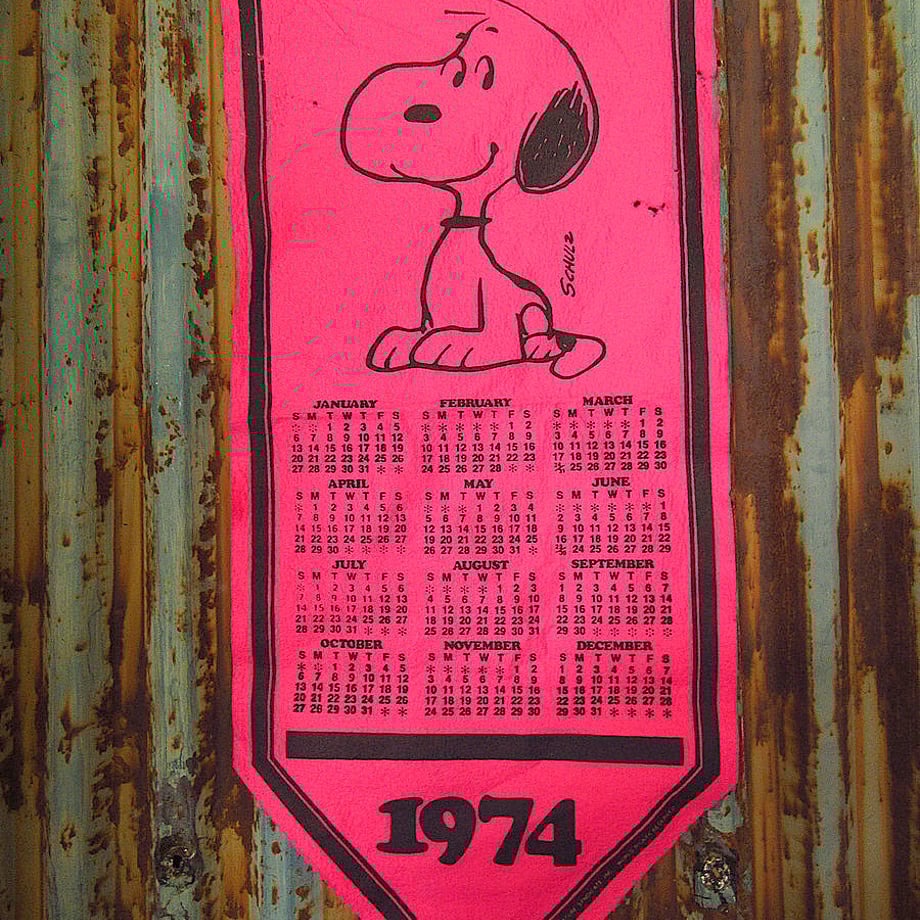 SCHULZ
JANUARY FEBRUARY MARCH
S M T W T F S S M T W T F S S M T W T F S
* * 1 2 3 4 5 * * * * * 1 2 * * * * * 1 2
6 7 8 9 10 11 12 3 4 5 6 7 8 9 3 4 5 6 7 8 9
13 14 15 16 17 18 19 10 11 12 13 14 15 16 10 11 12 13 14 15 16
20 21 22 23 24 25 26 17 18 19 20 21 22 23 17 18 19 20 21 22 23
27 28 29 30 31 * * 24 25 26 27 28 * * 24/31 25 26 27 28 29 30
APRIL MAY JUNE
S M T W T F S S M T W T F S S M T W T F S
* 1 2 3 4 5 6 * * * 1 2 3 4 * * * * * * 1
7 8 9 10 11 12 13 5 6 7 8 9 10 11 2 3 4 5 6 7 8
14 15 16 17 18 19 20 12 13 14 15 16 17 18 9 10 11 12 13 14 15
21 22 23 24 25 26 27 19 20 21 22 23 24 25 16 17 18 19 20 21 22
28 29 30 * * * * 26 27 28 29 30 31 * 23/30 24 25 26 27 28 29
JULY AUGUST SEPTEMBER
S M T W T F S S M T W T F S S M T W T F S
* 1 2 3 4 5 6 * * * * 1 2 3 1 2 3 4 5 6 7
7 8 9 10 11 12 13 4 5 6 7 8 9 10 8 9 10 11 12 13 14
14 15 16 17 18 19 20 11 12 13 14 15 16 17 15 16 17 18 19 20 21
21 22 23 24 25 26 27 18 19 20 21 22 23 24 22 23 24 25 26 27 28
28 29 30 31 * * * 25 26 27 28 29 30 31 29 30 * * * * *
OCTOBER NOVEMBER DECEMBER
S M T W T F S S M T W T F S S M T W T F S
* * 1 2 3 4 5 * * * * * 1 2 1 2 3 4 5 6 7
6 7 8 9 10 11 12 3 4 5 6 7 8 9 8 9 10 11 12 13 14
13 14 15 16 17 18 19 10 11 12 13 14 15 16 15 16 17 18 19 20 21
20 21 22 23 24 25 26 17 18 19 20 21 22 23 22 23 24 25 26 27 28
27 28 29 30 31 * * 24 25 26 27 28 29 30 29 30 31 * * * *
1974